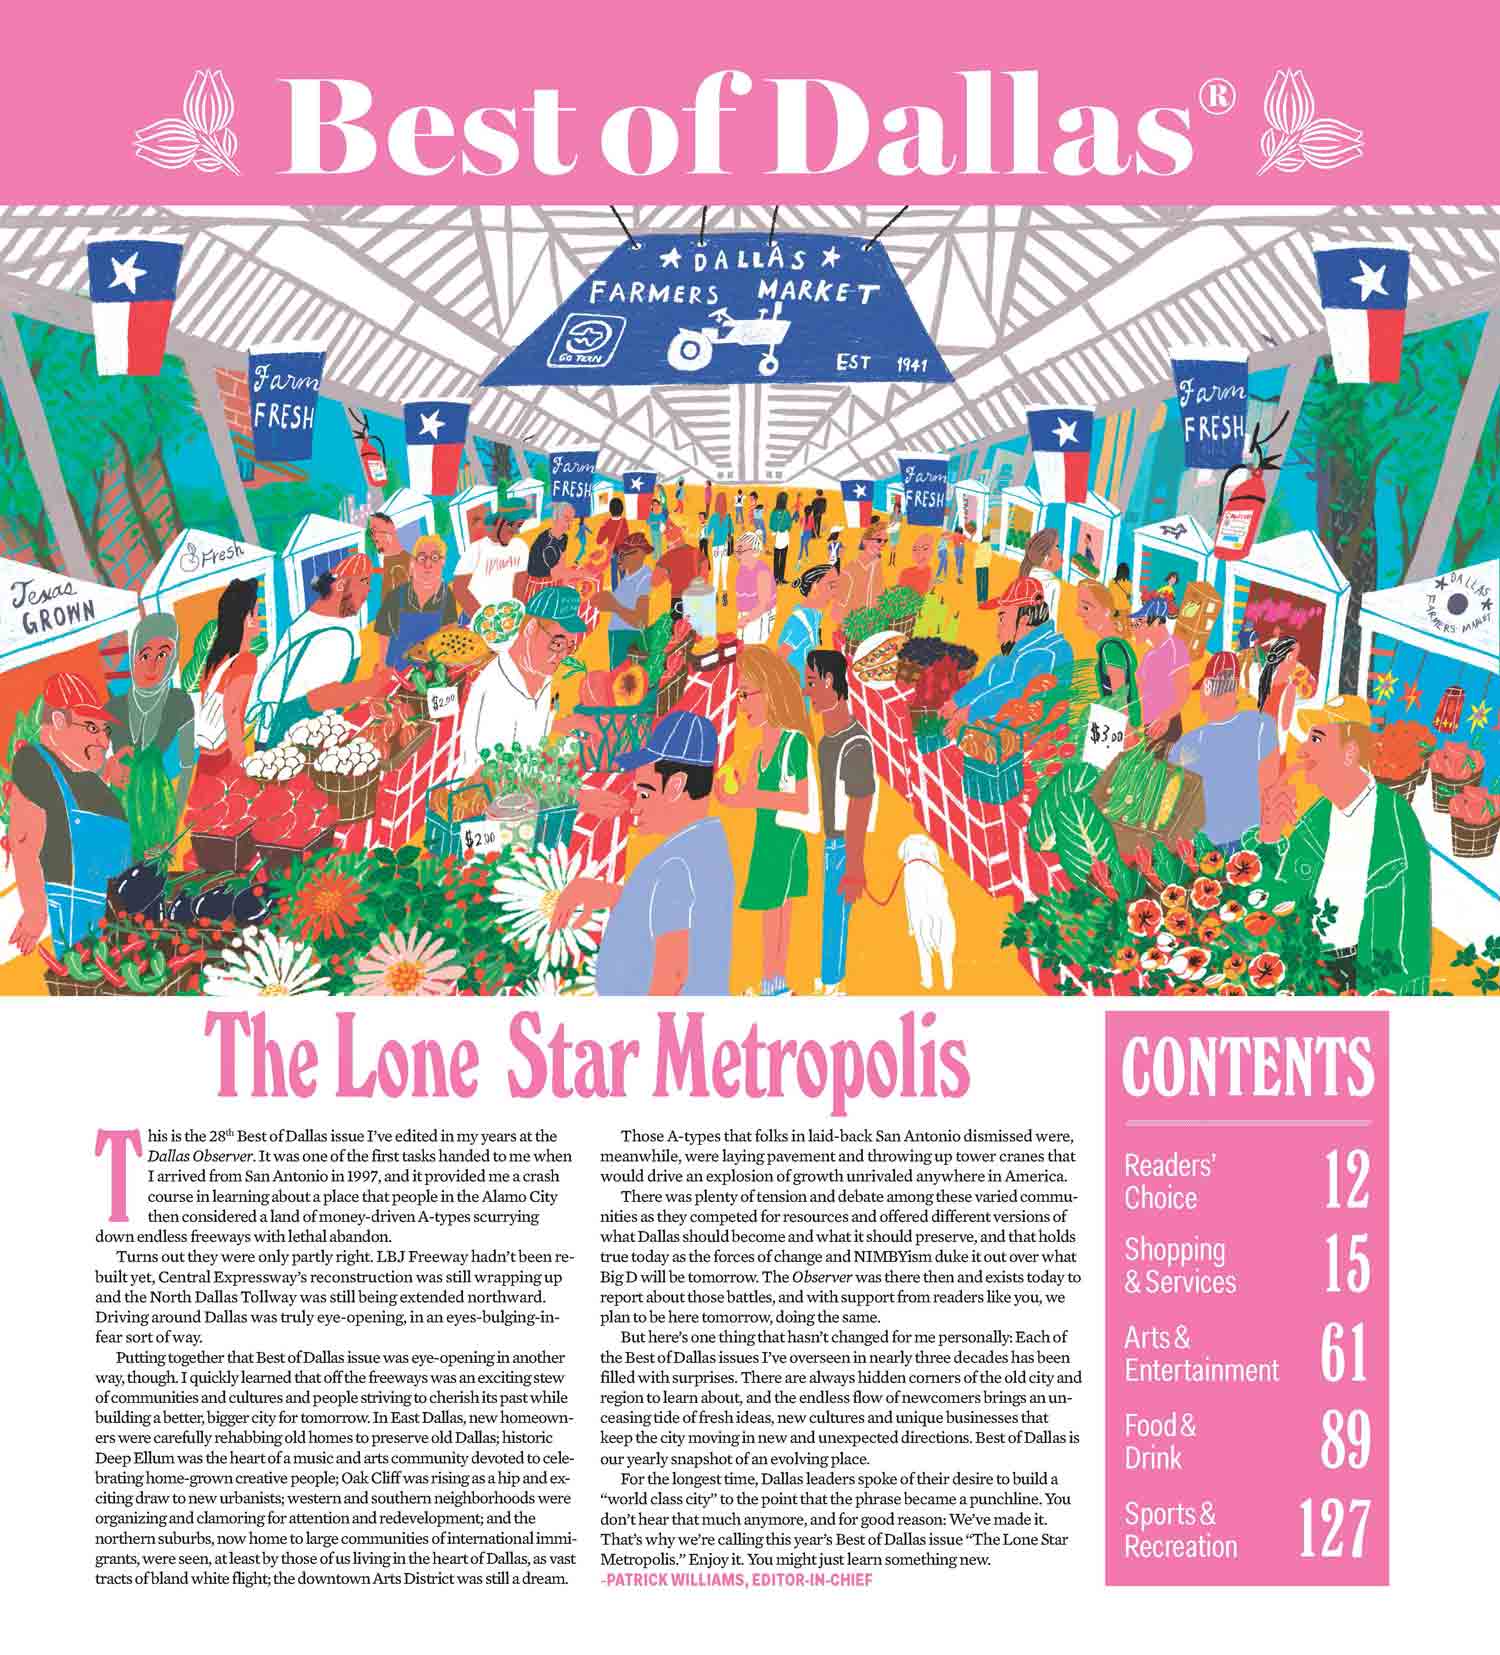 Best of Dallas®
★ DALLAS ★
FARMERS MARKET
GO TEXN
EST 1941
Farm
FRESH
Farm
FRESH
Farm
FRESH
Farm
FRESH
Fresh
Texas
GROWN
DALLAS
FARMERS MARKET
$2.00
$3.00
$2.00
The Lone Star Metropolis
This is the 28th Best of Dallas issue I’ve edited in my years at the
Dallas Observer. It was one of the first tasks handed to me when
I arrived from San Antonio in 1997, and it provided me a crash
course in learning about a place that people in the Alamo City
then considered a land of money-driven A-types scurrying
down endless freeways with lethal abandon.
Turns out they were only partly right. LBJ Freeway hadn’t been re-
built yet, Central Expressway’s reconstruction was still wrapping up
and the North Dallas Tollway was still being extended northward.
Driving around Dallas was truly eye-opening, in an eyes-bulging-in-
fear sort of way.
Putting together that Best of Dallas issue was eye-opening in another
way, though. I quickly learned that off the freeways was an exciting stew
of communities and cultures and people striving to cherish its past while
building a better, bigger city for tomorrow. In East Dallas, new homeown-
ers were carefully rehabbing old homes to preserve old Dallas; historic
Deep Ellum was the heart of a music and arts community devoted to cele-
brating home-grown creative people; Oak Cliff was rising as a hip and ex-
citing draw to new urbanists; western and southern neighborhoods were
organizing and clamoring for attention and redevelopment; and the
northern suburbs, now home to large communities of international immi-
grants, were seen, at least by those of us living in the heart of Dallas, as vast
tracts of bland white flight; the downtown Arts District was still a dream.
Those A-types that folks in laid-back San Antonio dismissed were,
meanwhile, were laying pavement and throwing up tower cranes that
would drive an explosion of growth unrivaled anywhere in America.
There was plenty of tension and debate among these varied commu-
nities as they competed for resources and offered different versions of
what Dallas should become and what it should preserve, and that holds
true today as the forces of change and NIMBYism duke it out over what
Big D will be tomorrow. The Observer was there then and exists today to
report about those battles, and with support from readers like you, we
plan to be here tomorrow, doing the same.
But here’s one thing that hasn’t changed for me personally: Each of
the Best of Dallas issues I’ve overseen in nearly three decades has been
filled with surprises. There are always hidden corners of the old city and
region to learn about, and the endless flow of newcomers brings an un-
ceasing tide of fresh ideas, new cultures and unique businesses that
keep the city moving in new and unexpected directions. Best of Dallas is
our yearly snapshot of an evolving place.
For the longest time, Dallas leaders spoke of their desire to build a
“world class city” to the point that the phrase became a punchline. You
don’t hear that much anymore, and for good reason: We’ve made it.
That’s why we’re calling this year’s Best of Dallas issue “The Lone Star
Metropolis.” Enjoy it. You might just learn something new.
-PATRICK WILLIAMS, EDITOR-IN-CHIEF
CONTENTS
Readers’
Choice 12
Shopping
& Services 15
Arts &
Entertainment 61
Food &
Drink 89
Sports &
Recreation 127